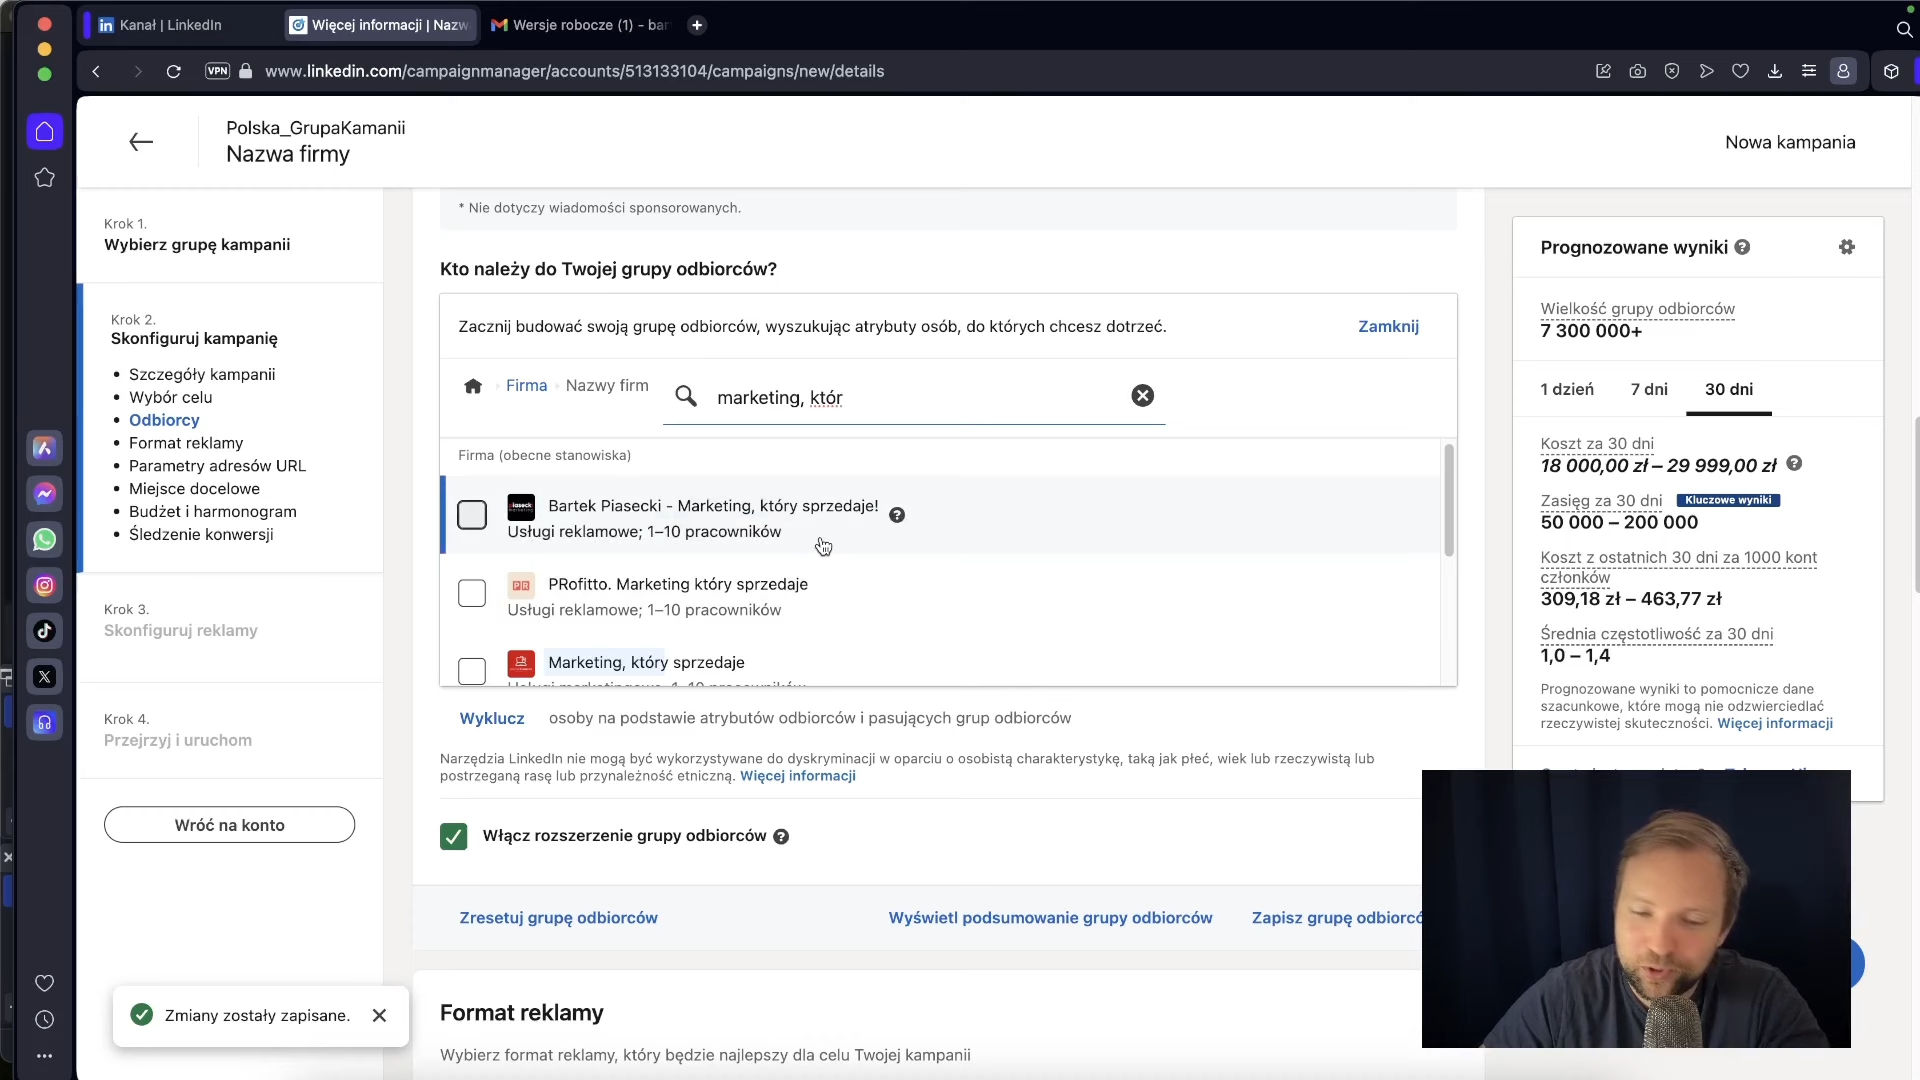 Kanał | LinkedIn
Więcej informacji | Nazw
Wersje robocze (1) - bar
VPN
www.linkedin.com/campaignmanager/accounts/513133104/campaigns/new/details
Polska_GrupaKamanii
Nazwa firmy
Nowa kampania
Krok 1.
Wybierz grupę kampanii
Krok 2.
Skonfiguruj kampanię
Szczegóły kampanii
Wybór celu
Odbiorcy
Format reklamy
Parametry adresów URL
Miejsce docelowe
Budżet i harmonogram
Śledzenie konwersji
Krok 3.
Skonfiguruj reklamy
Krok 4.
Przejrzyj i uruchom
Wróć na konto
Zmiany zostały zapisane.
* Nie dotyczy wiadomości sponsorowanych.
Kto należy do Twojej grupy odbiorców?
Zacznij budować swoją grupę odbiorców, wyszukując atrybuty osób, do których chcesz dotrzeć.
Zamknij
Firma
Nazwy firm
marketing, któr
Firma (obecne stanowiska)
Bartek Piasecki - Marketing, który sprzedaje!
Usługi reklamowe; 1–10 pracowników
PR
PRofitto. Marketing który sprzedaje
Usługi reklamowe; 1–10 pracowników
Marketing, który sprzedaje
Usługi marketingowe; 1–10 pracowników
Wyklucz osoby na podstawie atrybutów odbiorców i pasujących grup odbiorców
Narzędzia LinkedIn nie mogą być wykorzystywane do dyskryminacji w oparciu o osobistą charakterystykę, taką jak płeć, wiek lub rzeczywistą lub
postrzeganą rasę lub przynależność etniczną. Więcej informacji
Włącz rozszerzenie grupy odbiorców
Zresetuj grupę odbiorców
Wyświetl podsumowanie grupy odbiorców
Zapisz grupę odbiorcó
Format reklamy
Wybierz format reklamy, który będzie najlepszy dla celu Twojej kampanii
Prognozowane wyniki
Wielkość grupy odbiorców
7 300 000+
1 dzień
7 dni
30 dni
Koszt za 30 dni
18 000,00 zł – 29 999,00 zł
Zasięg za 30 dni
Kluczowe wyniki
50 000 – 200 000
Koszt z ostatnich 30 dni za 1000 kont
członków
309,18 zł – 463,77 zł
Średnia częstotliwość za 30 dni
1,0 – 1,4
Prognozowane wyniki to pomocnicze dane
szacunkowe, które mogą nie odzwierciedlać
rzeczywistej skuteczności. Więcej informacji